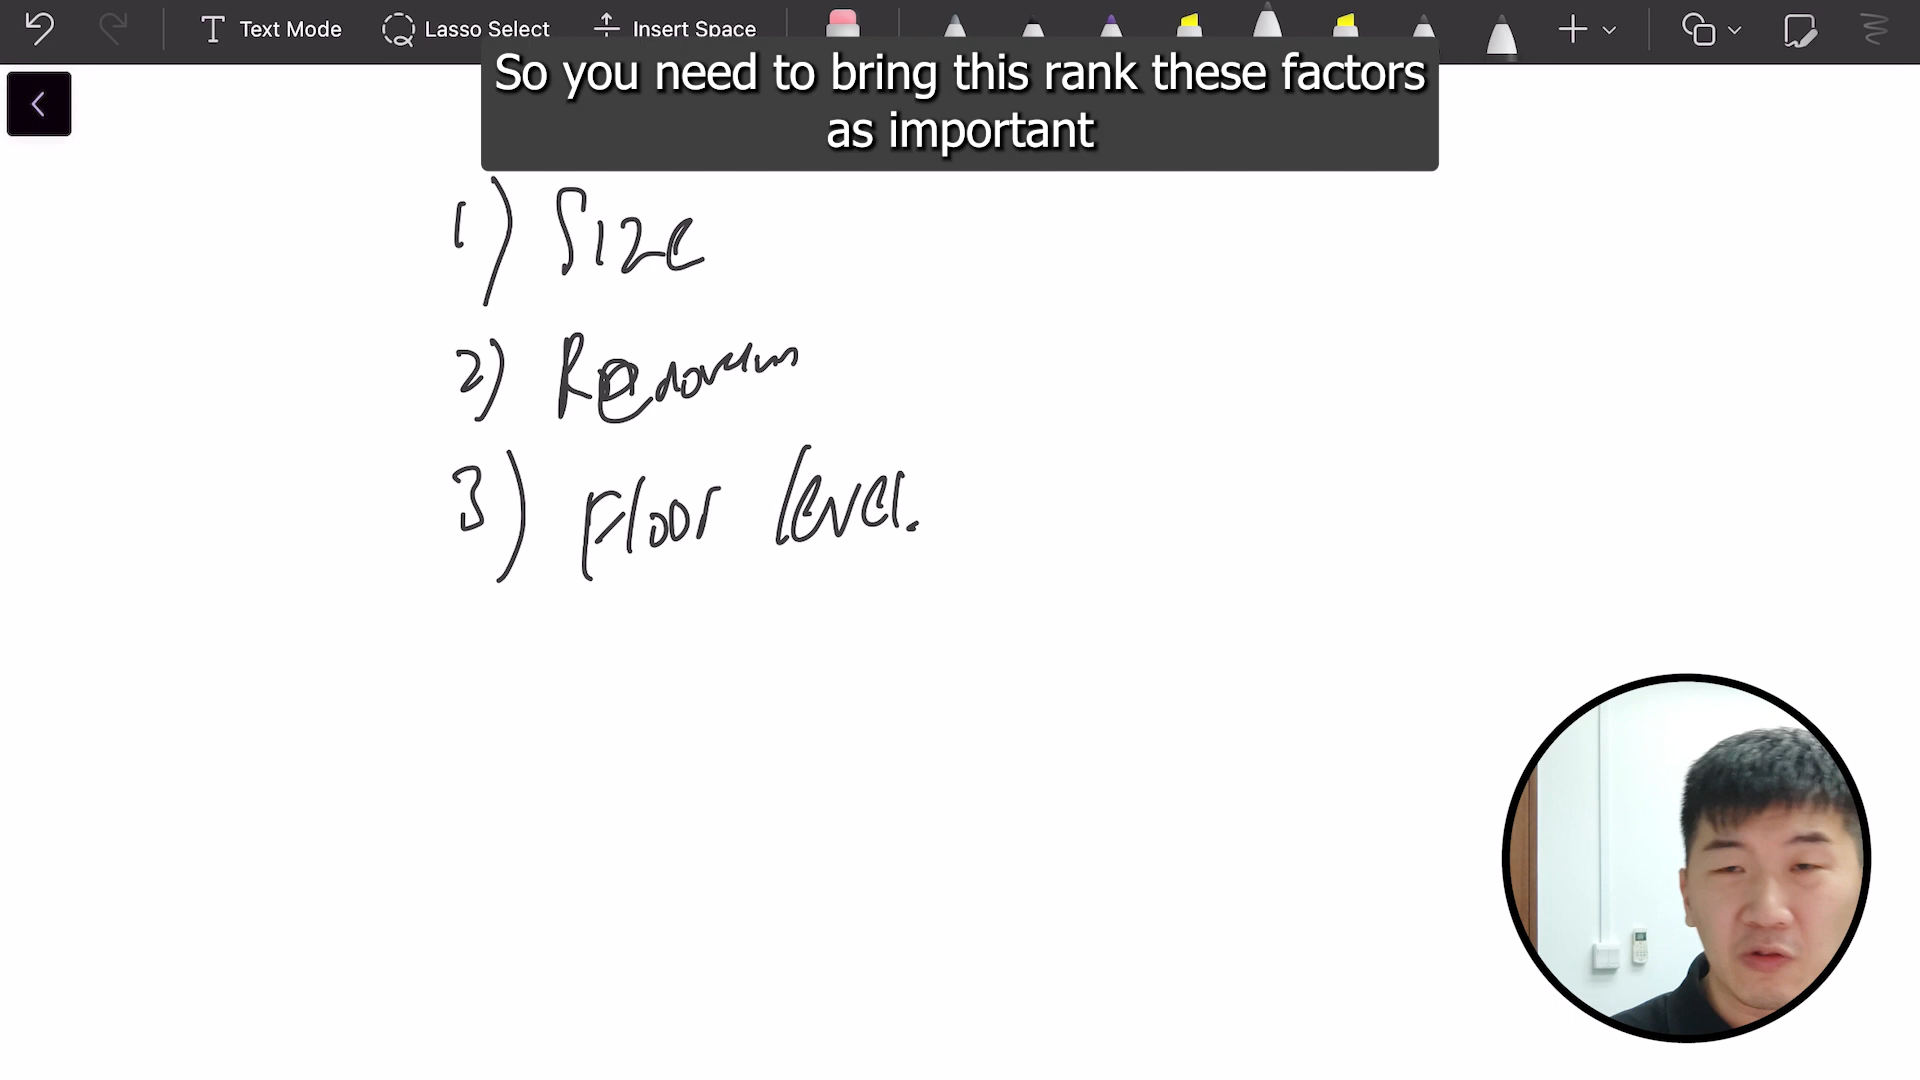 Text Mode Lasso Select Insert Space
So you need to bring this rank these factors
as important
1) Size
2)
3) Floor level.